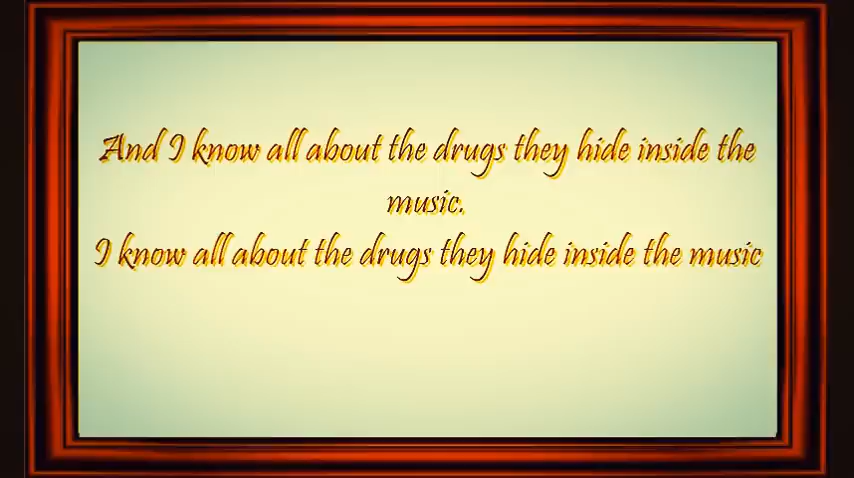 And I know all about the drugs they hide inside the
music.
I know all about the drugs they hide inside the music